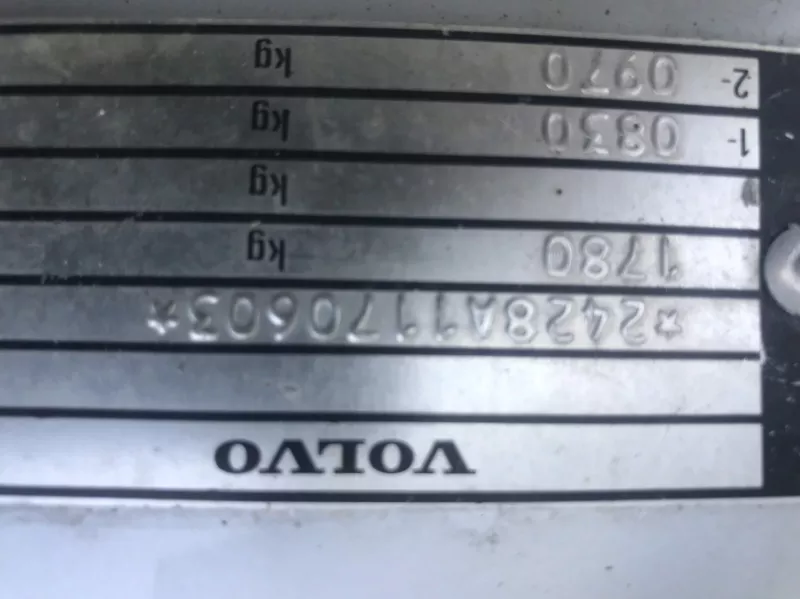 VOLVO
*2428A1170603*
1780 kg
kg
1- 0830 kg
2- 0970 kg